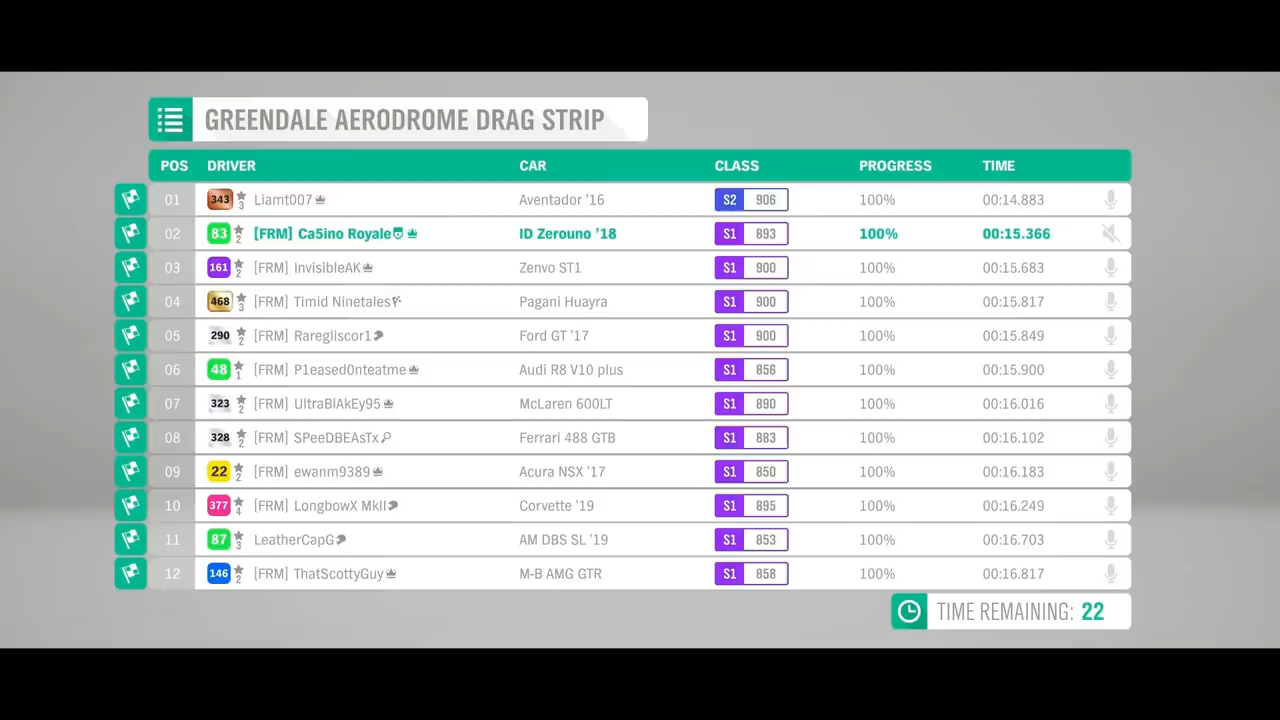 GREENDALE AERODROME DRAG STRIP
POS DRIVER CAR CLASS PROGRESS TIME
01 343 3 Liamt007 Aventador '16 S2 906 100% 00:14.883
02 83 2 [FRM] Ca5ino Royale ID Zerouno '18 S1 893 100% 00:15.366
03 161 2 [FRM] InvisibleAK Zenvo ST1 S1 900 100% 00:15.683
04 468 3 [FRM] Timid Ninetales Pagani Huayra S1 900 100% 00:15.817
05 290 2 [FRM] Raregliscor1 Ford GT '17 S1 900 100% 00:15.849
06 48 1 [FRM] P1eased0nteatme Audi R8 V10 plus S1 856 100% 00:15.900
07 323 2 [FRM] UltraBlAkEy95 McLaren 600LT S1 890 100% 00:16.016
08 328 2 [FRM] SPeeDBEAsTx Ferrari 488 GTB S1 883 100% 00:16.102
09 22 2 [FRM] ewanm9389 Acura NSX '17 S1 850 100% 00:16.183
10 377 4 [FRM] LongbowX MkII Corvette '19 S1 895 100% 00:16.249
11 87 3 LeatherCapG AM DBS SL '19 S1 853 100% 00:16.703
12 146 2 [FRM] ThatScottyGuy M-B AMG GTR S1 858 100% 00:16.817
TIME REMAINING: 22